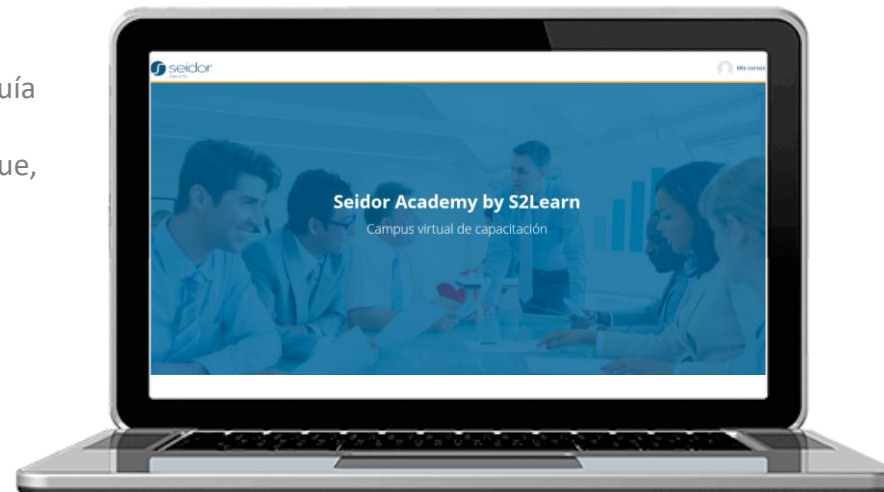 uía
ue,
seidor
Mis cursos
Seidor Academy by S2Learn
Campus virtual de capacitación